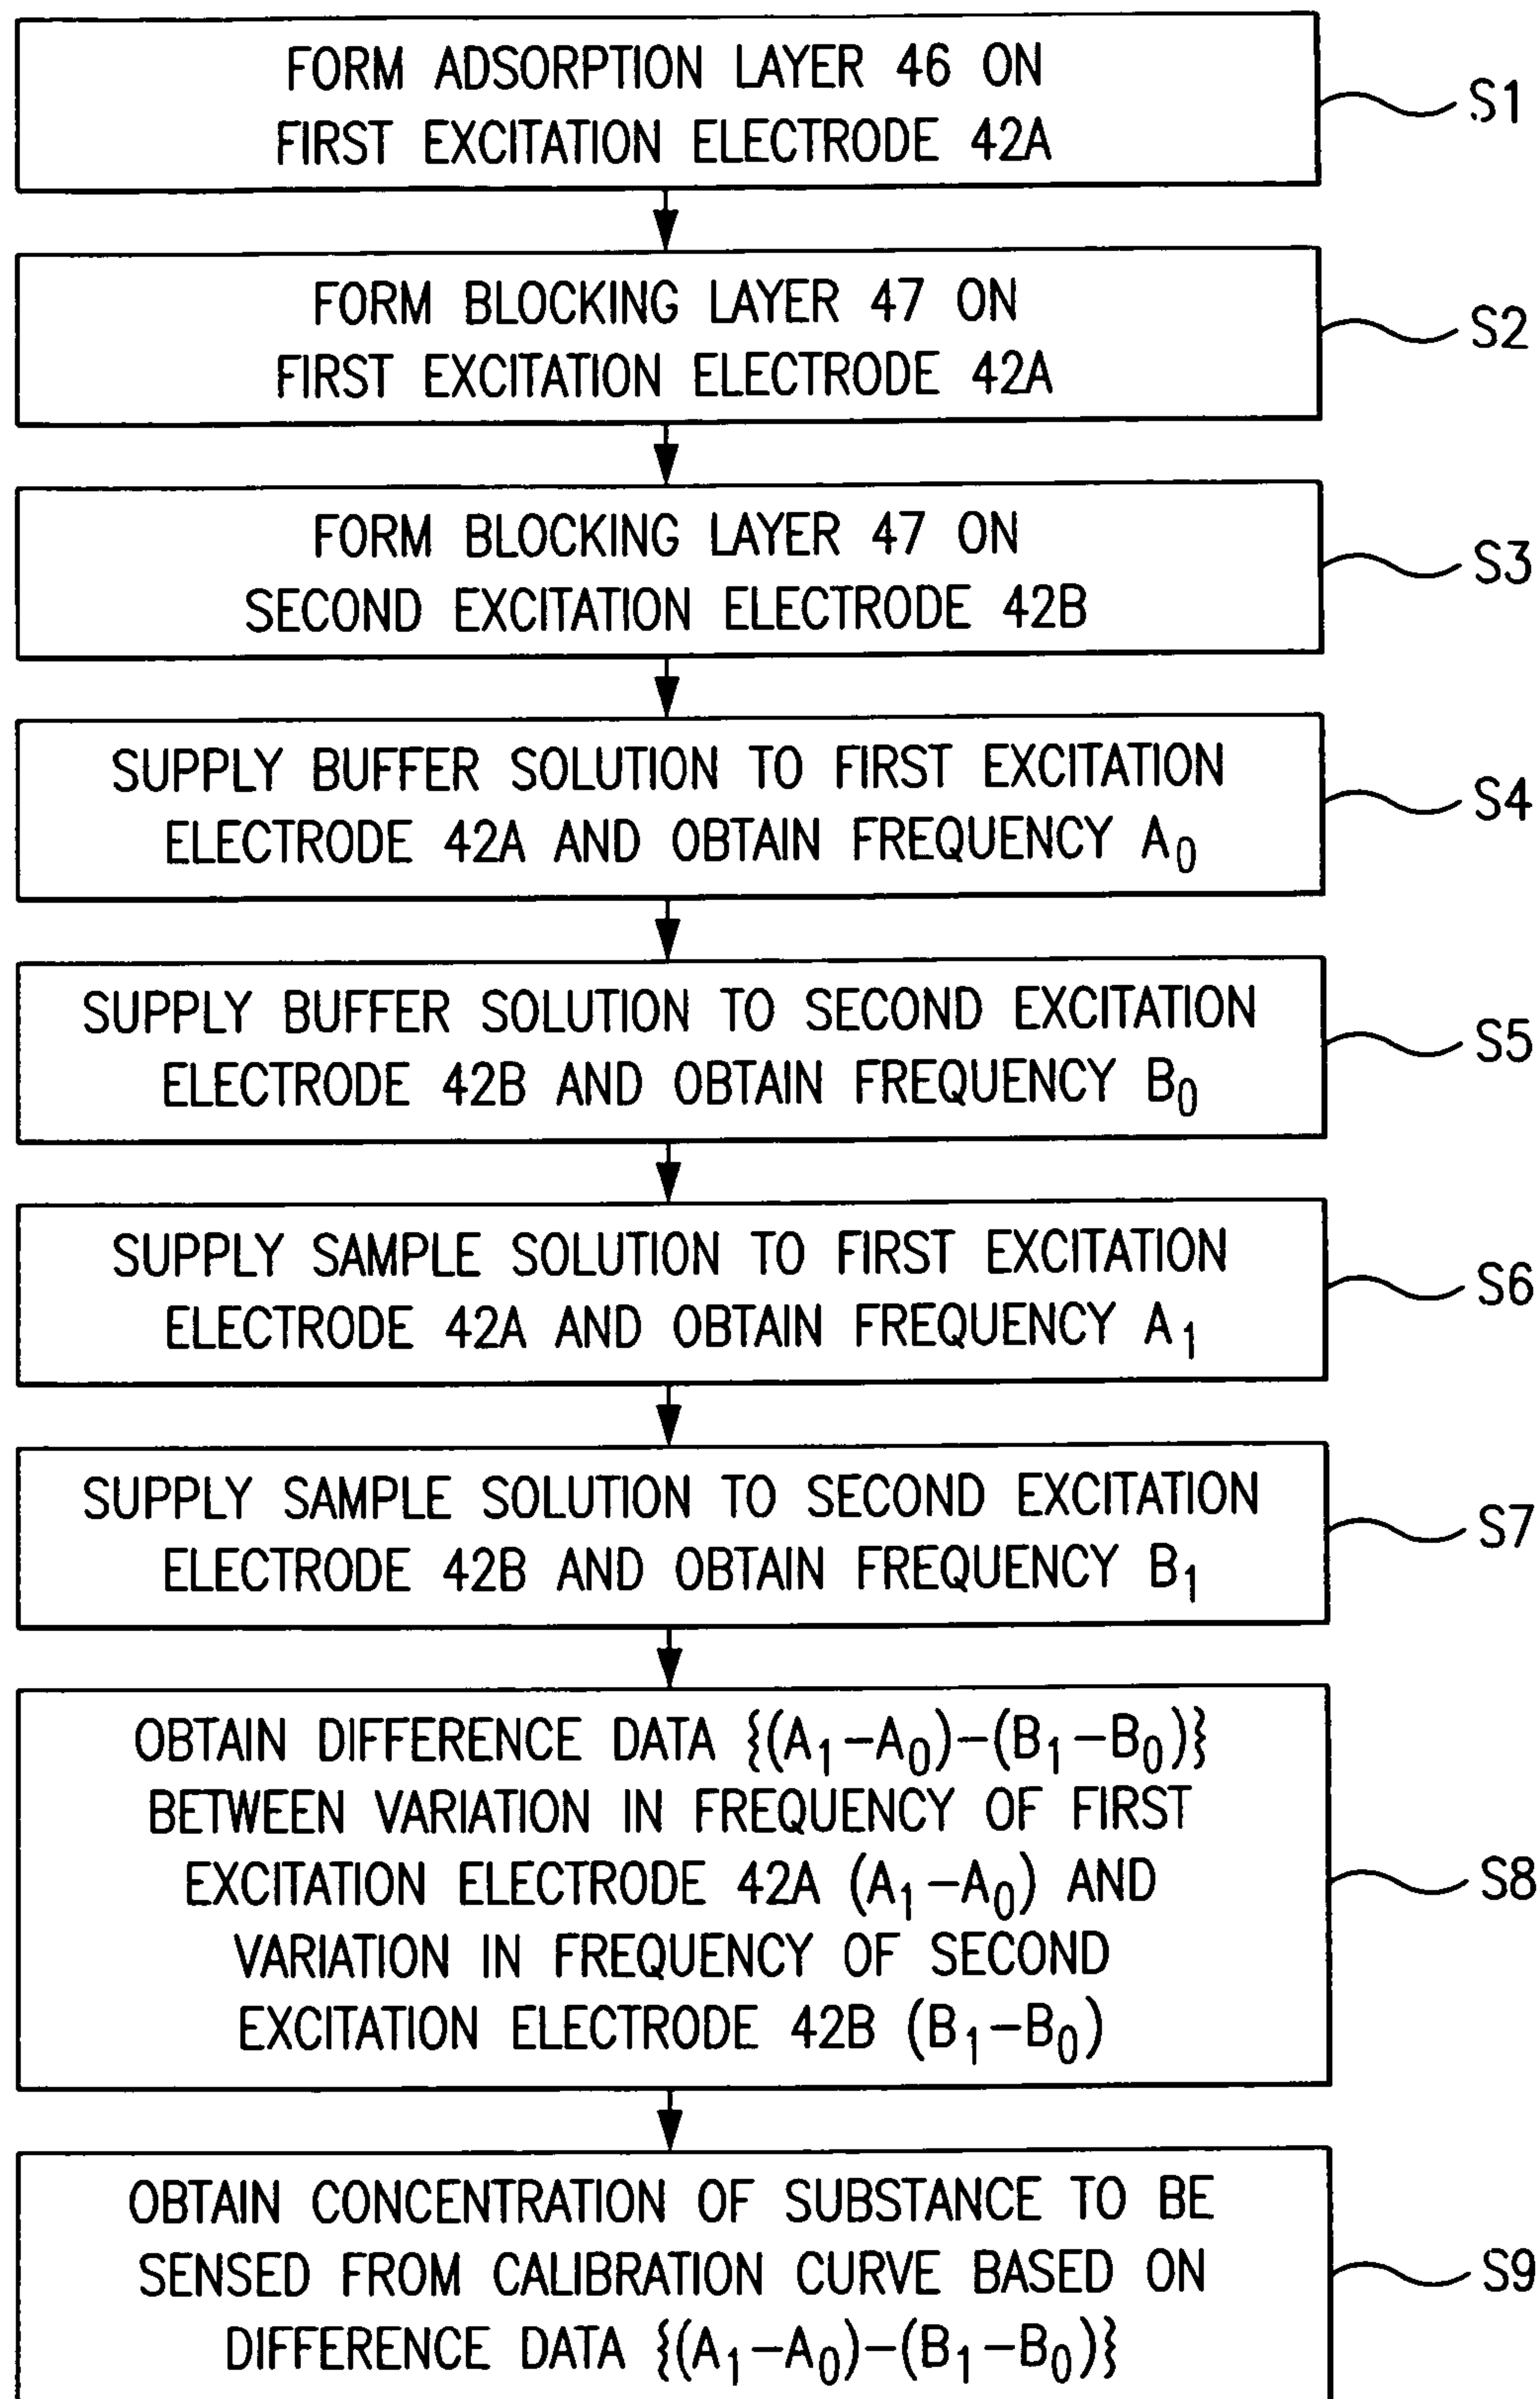 FORM ADSORPTION LAYER 46 ON
FIRST EXCITATION ELECTRODE 42A
S1
FORM BLOCKING LAYER 47 ON
FIRST EXCITATION ELECTRODE 42A
S2
FORM BLOCKING LAYER 47 ON
SECOND EXCITATION ELECTRODE 42B
S3
SUPPLY BUFFER SOLUTION TO FIRST EXCITATION
ELECTRODE 42A AND OBTAIN FREQUENCY A₀
S4
SUPPLY BUFFER SOLUTION TO SECOND EXCITATION
ELECTRODE 42B AND OBTAIN FREQUENCY B₀
S5
SUPPLY SAMPLE SOLUTION TO FIRST EXCITATION
ELECTRODE 42A AND OBTAIN FREQUENCY A₁
S6
SUPPLY SAMPLE SOLUTION TO SECOND EXCITATION
ELECTRODE 42B AND OBTAIN FREQUENCY B₁
S7
OBTAIN DIFFERENCE DATA {(A₁−A₀)−(B₁−B₀)}
BETWEEN VARIATION IN FREQUENCY OF FIRST
EXCITATION ELECTRODE 42A (A₁−A₀) AND
VARIATION IN FREQUENCY OF SECOND
EXCITATION ELECTRODE 42B (B₁−B₀)
S8
OBTAIN CONCENTRATION OF SUBSTANCE TO BE
SENSED FROM CALIBRATION CURVE BASED ON
DIFFERENCE DATA {(A₁−A₀)−(B₁−B₀)}
S9